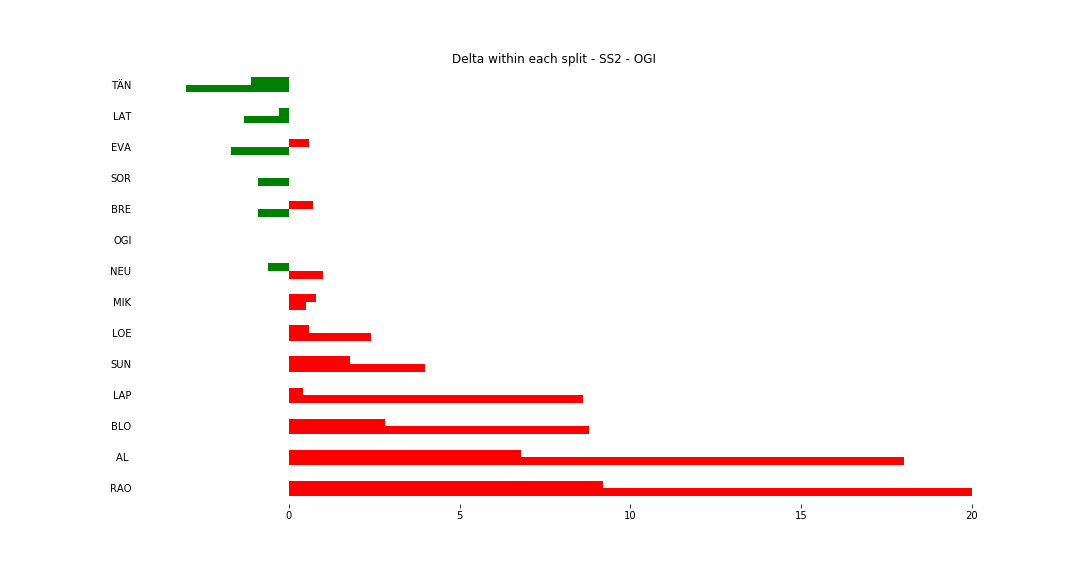 Delta within each split - SS2 - OGI
TÄN
LAT
EVA
SOR
BRE
OGI
NEU
MIK
LOE
SUN
LAP
BLO
AL
RAO
0 5 10 15 20